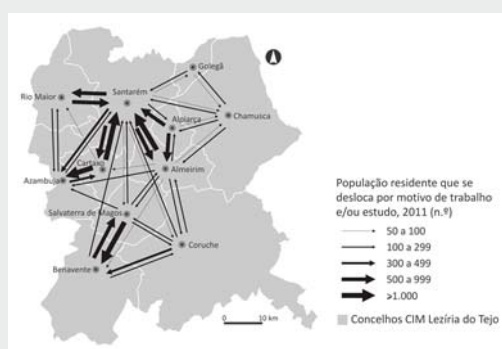 Golegã
Santarém
Rio Maior
Chamusca
Alpiarça
Cartaxo
Almeirim
Azambuja
Salvaterra de Magos
Coruche
Benavente
0 10 km
População residente que se
desloca por motivo de trabalho
e/ou estudo, 2011 (n.º)
50 a 100
100 a 299
300 a 499
500 a 999
≥1.000
Concelhos CIM Lezíria do Tejo